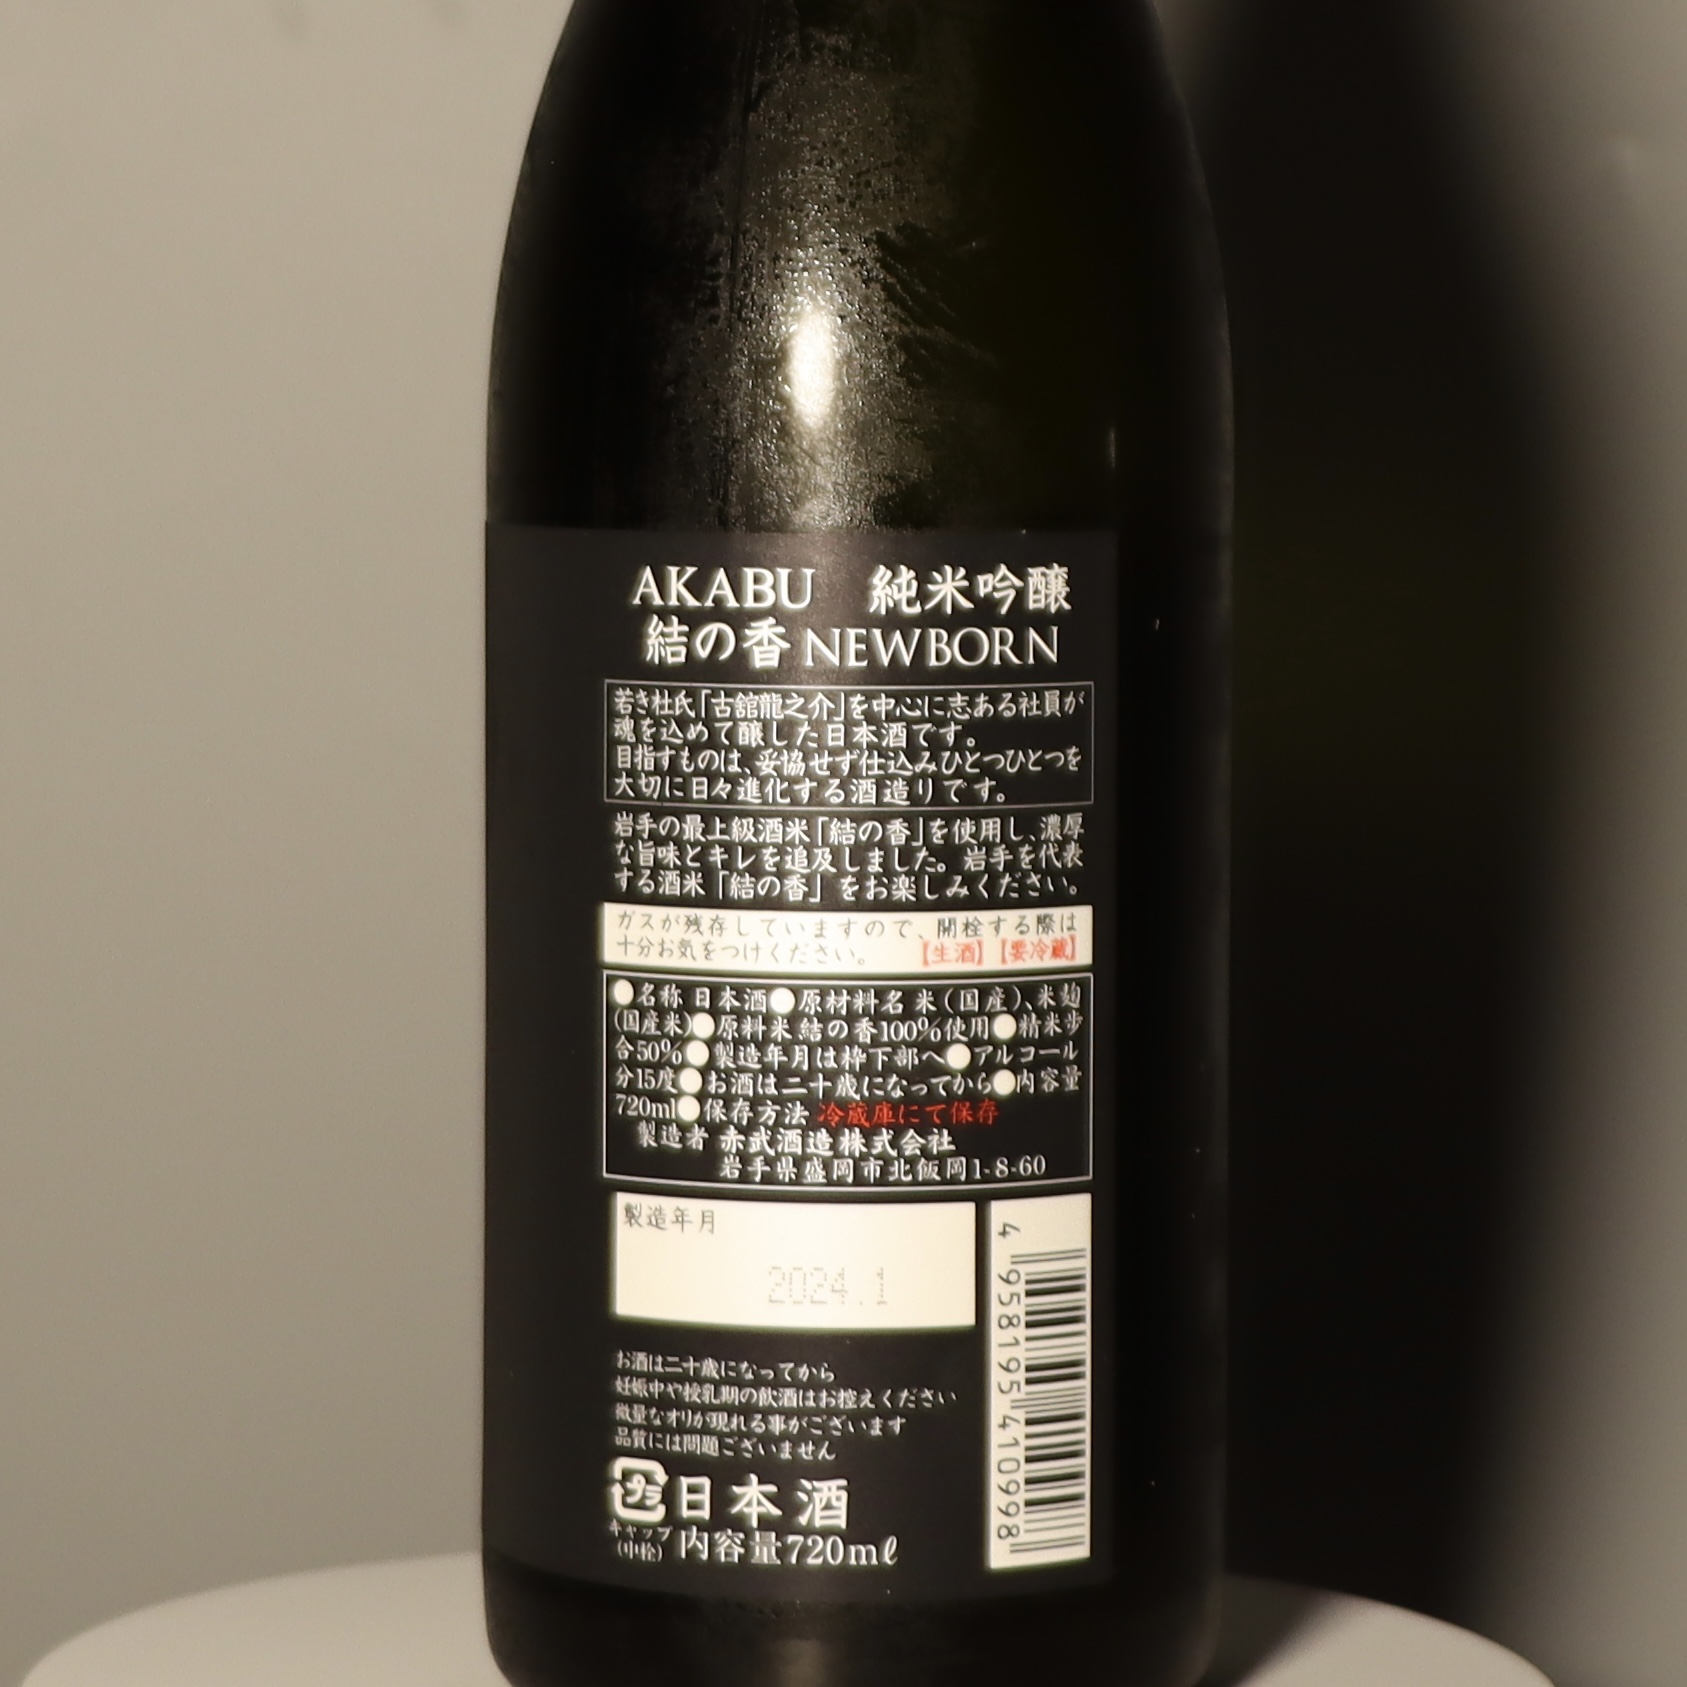 AKABU 純米吟醸
結の香 NEWBORN
若き杜氏「古舘龍之介」を中心に志ある社員が
魂を込めて醸した日本酒です。
目指すものは、妥協せず仕込みひとつひとつを
大切に日々進化する酒造りです。
岩手の最上級酒米「結の香」を使用し、濃厚
な旨味とキレを追及しました。岩手を代表
する酒米「結の香」をお楽しみください。
ガスが残存していますので、開栓する際は
十分お気をつけください。【生酒】【要冷蔵】
●名称 日本酒●原材料名 米（国産）、米麹
（国産米）●原料米 結の香100%使用●精米歩
合50%●製造年月は枠下部へ●アルコール
分15度●お酒は二十歳になってから●内容量
720ml●保存方法 冷蔵庫にて保存
製造者 赤武酒造株式会社
岩手県盛岡市北飯岡1-8-60
製造年月
2024.1
お酒は二十歳になってから
妊娠中や授乳期の飲酒はお控えください
微量なオリが現れる事がございます
品質には問題ございません
プラ 日本酒
キャップ
(中栓) 内容量720mℓ
4 958195 410998